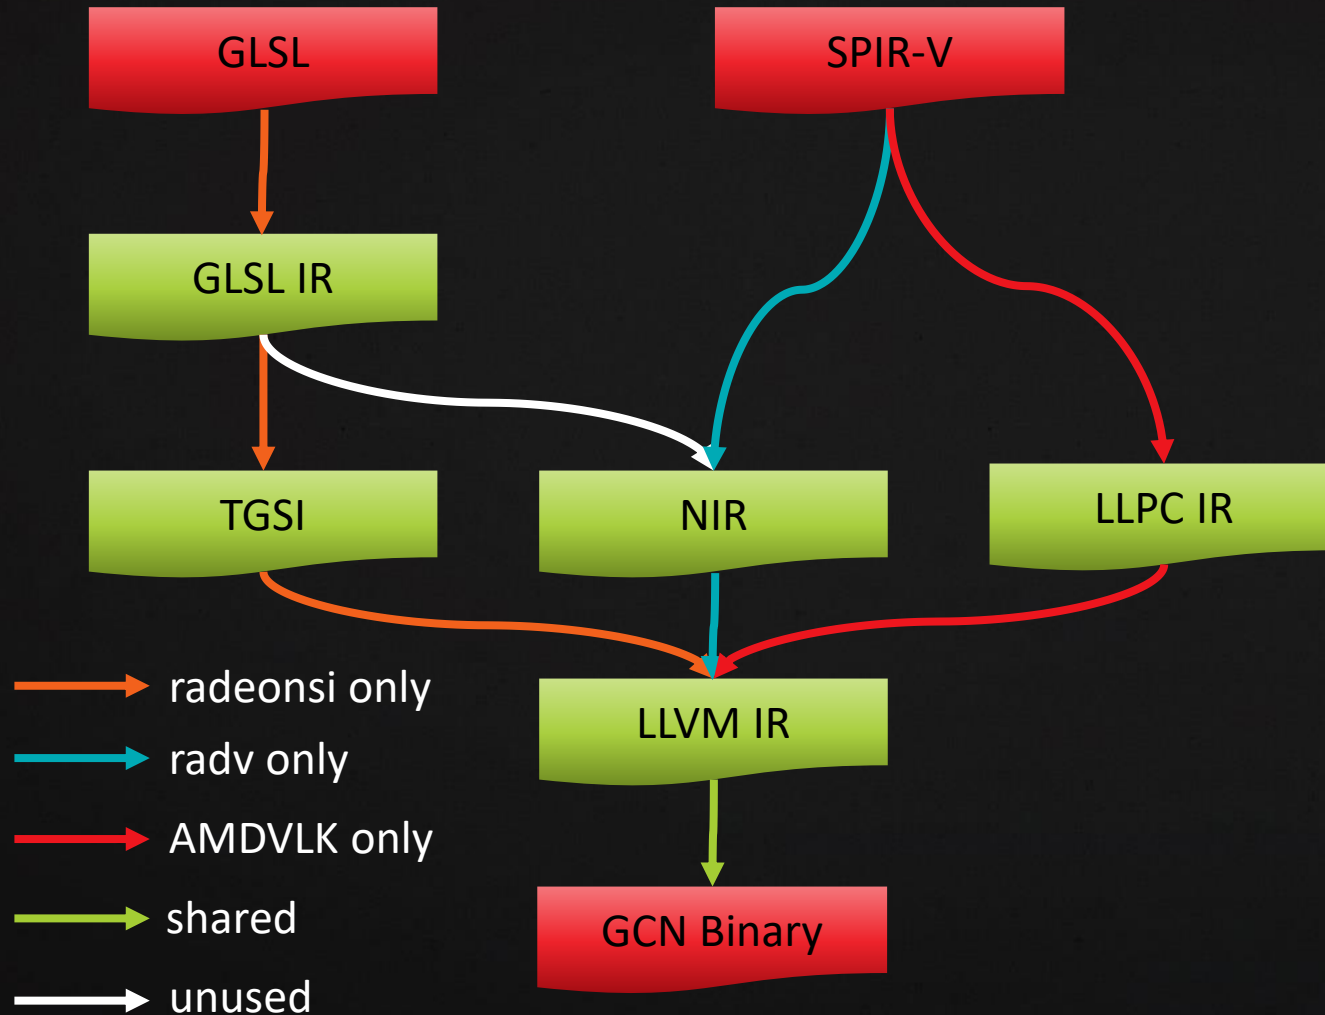 GLSL
SPIR-V
GLSL IR
TGSI
NIR
LLPC IR
LLVM IR
GCN Binary
radeonsi only
radv only
AMDVLK only
shared
unused